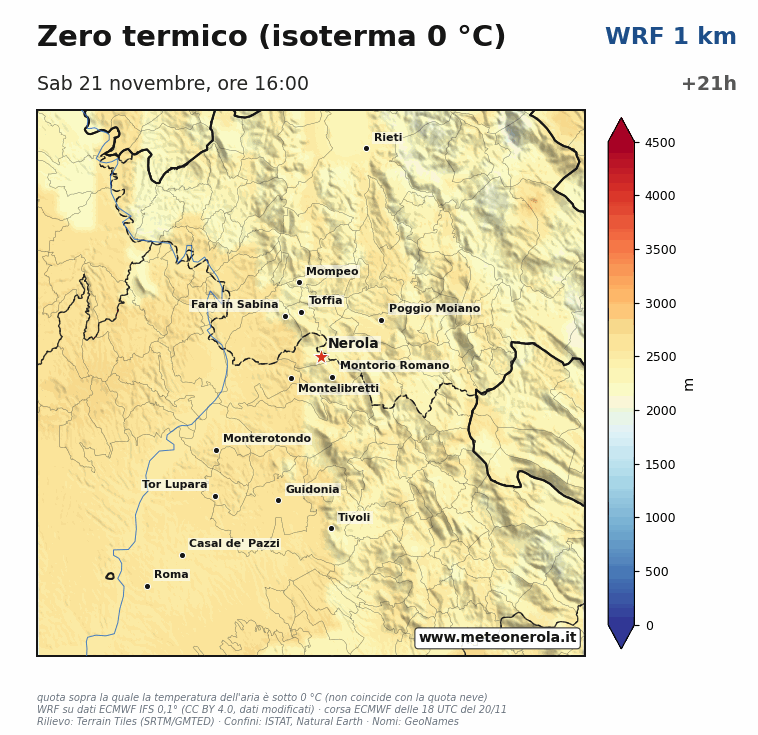 Zero termico (isoterma 0 °C)
WRF 1 km
Sab 21 novembre, ore 16:00
+21h
Rieti
Mompeo
Toffia
Fara in Sabina
Poggio Moiano
Nerola
Montorio Romano
Montelibretti
Monterotondo
Tor Lupara
Guidonia
Tivoli
Casal de' Pazzi
Roma
www.meteonerola.it
4500
4000
3500
3000
2500
2000
1500
1000
500
0
m
quota sopra la quale la temperatura dell'aria è sotto 0 °C (non coincide con la quota neve)
WRF su dati ECMWF IFS 0,1° (CC BY 4.0, dati modificati) · corsa ECMWF delle 18 UTC del 20/11
Rilievo: Terrain Tiles (SRTM/GMTED) · Confini: ISTAT, Natural Earth · Nomi: GeoNames